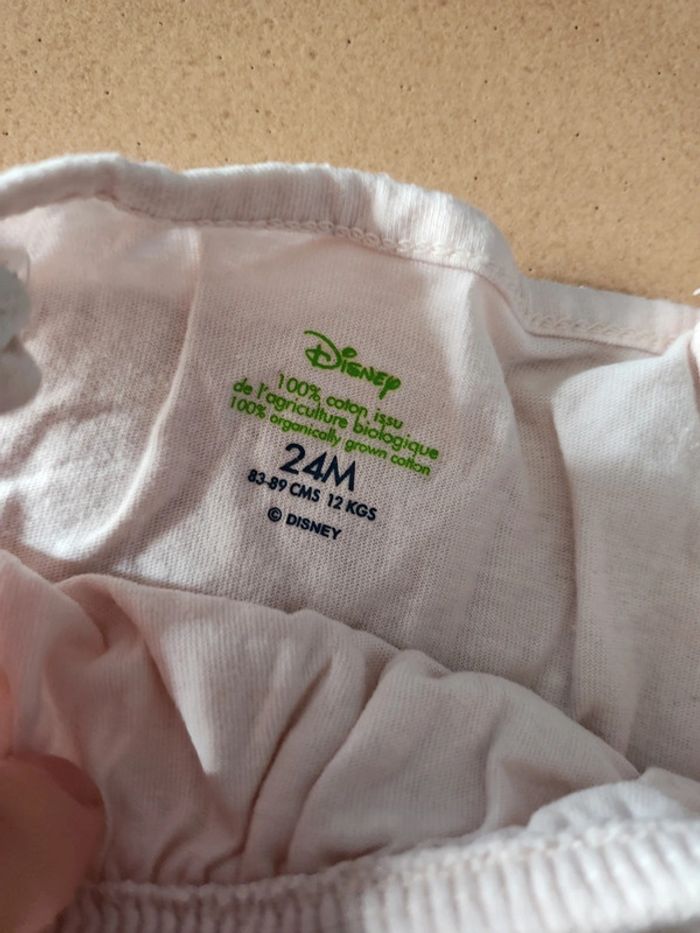 Disney
100% coton issu
de l'agriculture biologique
100% organically grown cotton
24M
83-89 CMS 12 KGS
© DISNEY